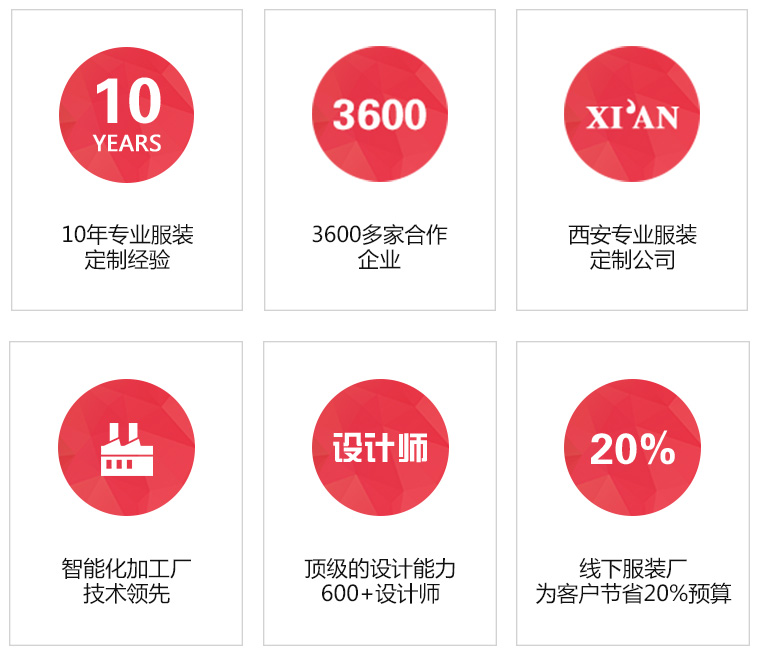 10
YEARS
10年专业服装
定制经验
3600
3600多家合作
企业
XI'AN
西安专业服装
定制公司
智能化加工厂
技术领先
设计师
顶级的设计能力
600+设计师
20%
线下服装厂
为客户节省20%预算